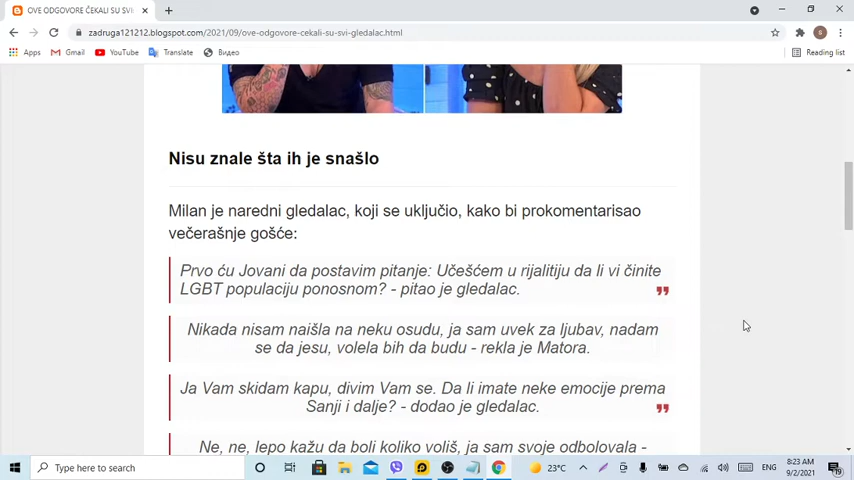 OVE ODGOVORE ČEKALI SU SVI
zadruga121212.blogspot.com/2021/09/ove-odgovore-cekali-su-svi-gledalac.html
Apps Gmail YouTube Translate Видео Reading list
Nisu znale šta ih je snašlo
Milan je naredni gledalac, koji se uključio, kako bi prokomentarisao
večerašnje gošće:
Prvo ću Jovani da postavim pitanje: Učešćem u rijalitiju da li vi činite
LGBT populaciju ponosnom? - pitao je gledalac.
Nikada nisam naišla na neku osudu, ja sam uvek za ljubav, nadam
se da jesu, volela bih da budu - rekla je Matora.
Ja Vam skidam kapu, divim Vam se. Da li imate neke emocije prema
Sanji i dalje? - dodao je gledalac.
Ne, ne, lepo kažu da boli koliko voliš, ja sam svoje odbolovala -
Type here to search
23°C
ENG
8:23 AM
9/2/2021